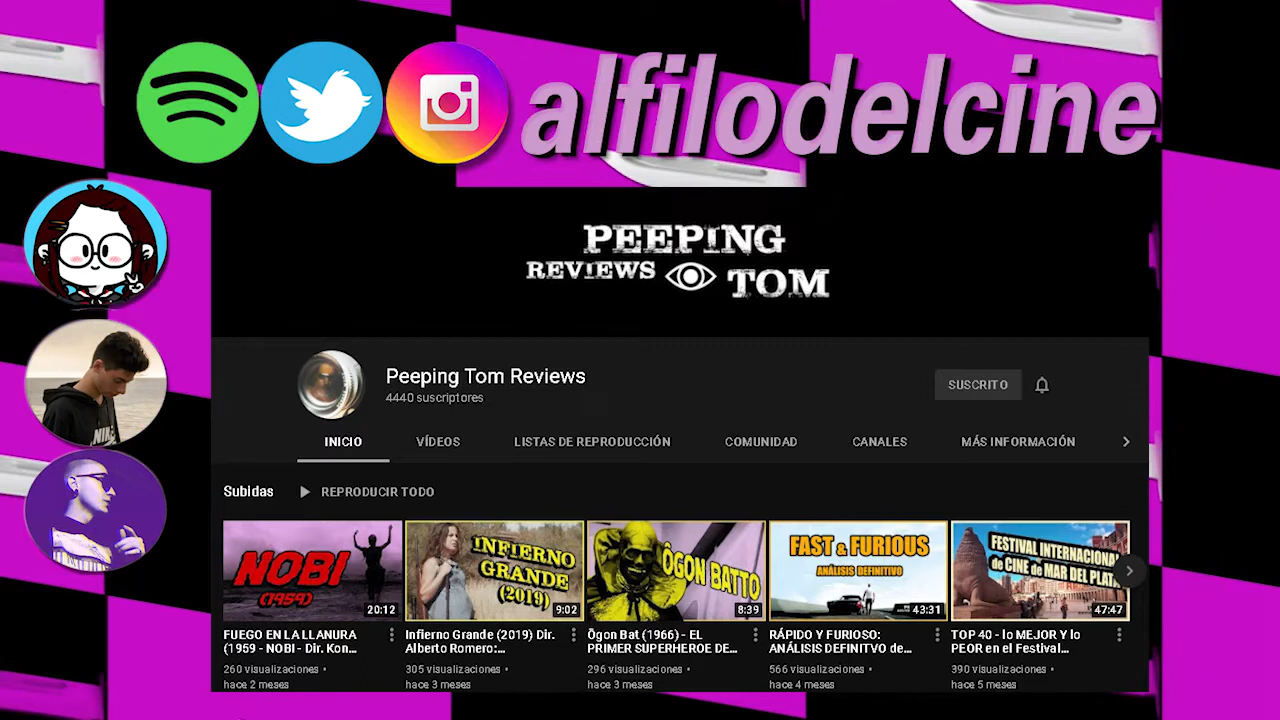 alfilodelcine
PEEPING
REVIEWS TOM
Peeping Tom Reviews
4440 suscriptores
SUSCRITO
INICIO VÍDEOS LISTAS DE REPRODUCCIÓN COMUNIDAD CANALES MÁS INFORMACIÓN
Subidas REPRODUCIR TODO
NOBI
(1959)
20:12
INFIERNO
GRANDE
(2019)
9:02
ÔGON BATTO
8:39
FAST & FURIOUS
ANÁLISIS DEFINITIVO
43:31
FESTIVAL INTERNACIONAL
de CINE de MAR DEL PLATA
47:47
FUEGO EN LA LLANURA
(1959 - NOBI - Dir. Kon...
260 visualizaciones •
hace 2 meses
Infierno Grande (2019) Dir.
Alberto Romero:...
305 visualizaciones •
hace 3 meses
Ōgon Bat (1966) - EL
PRIMER SUPERHEROE DE...
296 visualizaciones •
hace 3 meses
RÁPIDO Y FURIOSO:
ANÁLISIS DEFINITVO de...
566 visualizaciones •
hace 4 meses
TOP 40 - lo MEJOR Y lo
PEOR en el Festival...
390 visualizaciones •
hace 5 meses